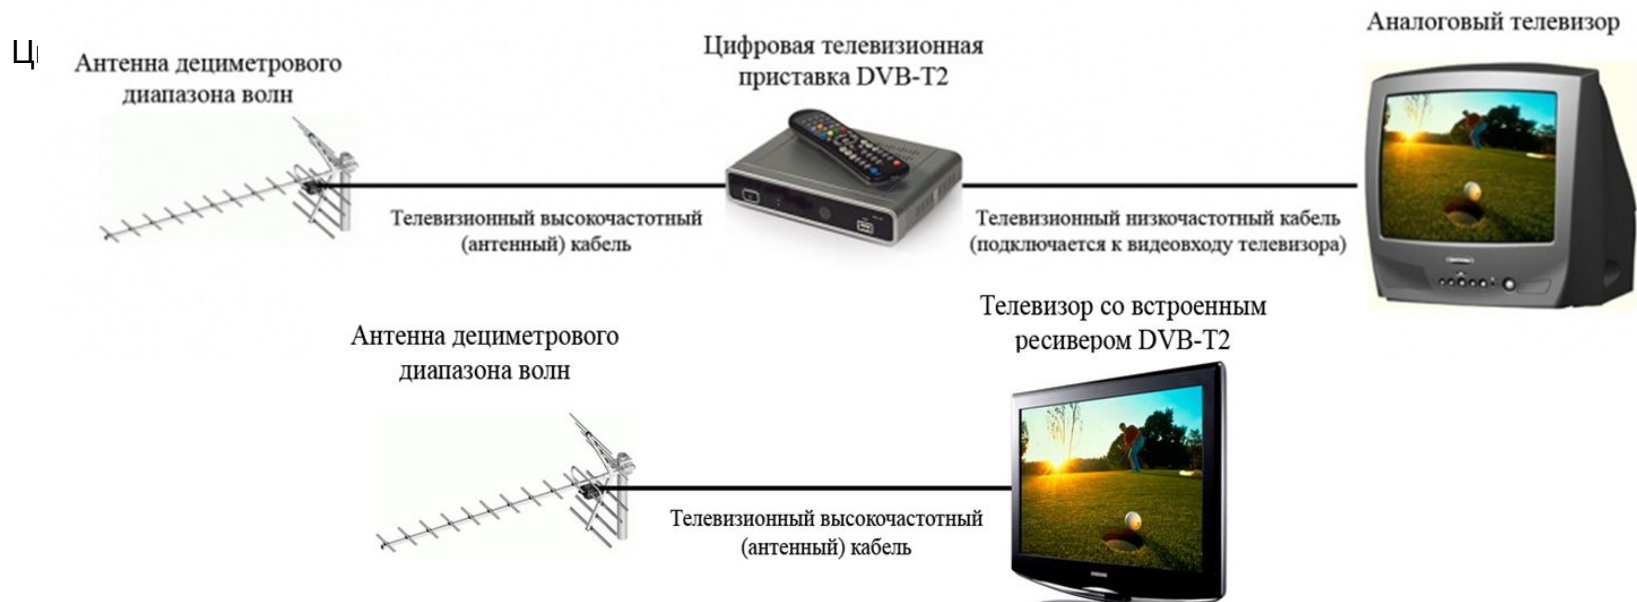 Аналоговый телевизор
Цифровая телевизионная
приставка DVB-T2
Антенна дециметрового
диапазона волн
Телевизионный высокочастотный
(антенный) кабель
Телевизионный низкочастотный кабель
(подключается к видеовходу телевизора)
Телевизор со встроенным
ресивером DVB-T2
Антенна дециметрового
диапазона волн
Телевизионный высокочастотный
(антенный) кабель